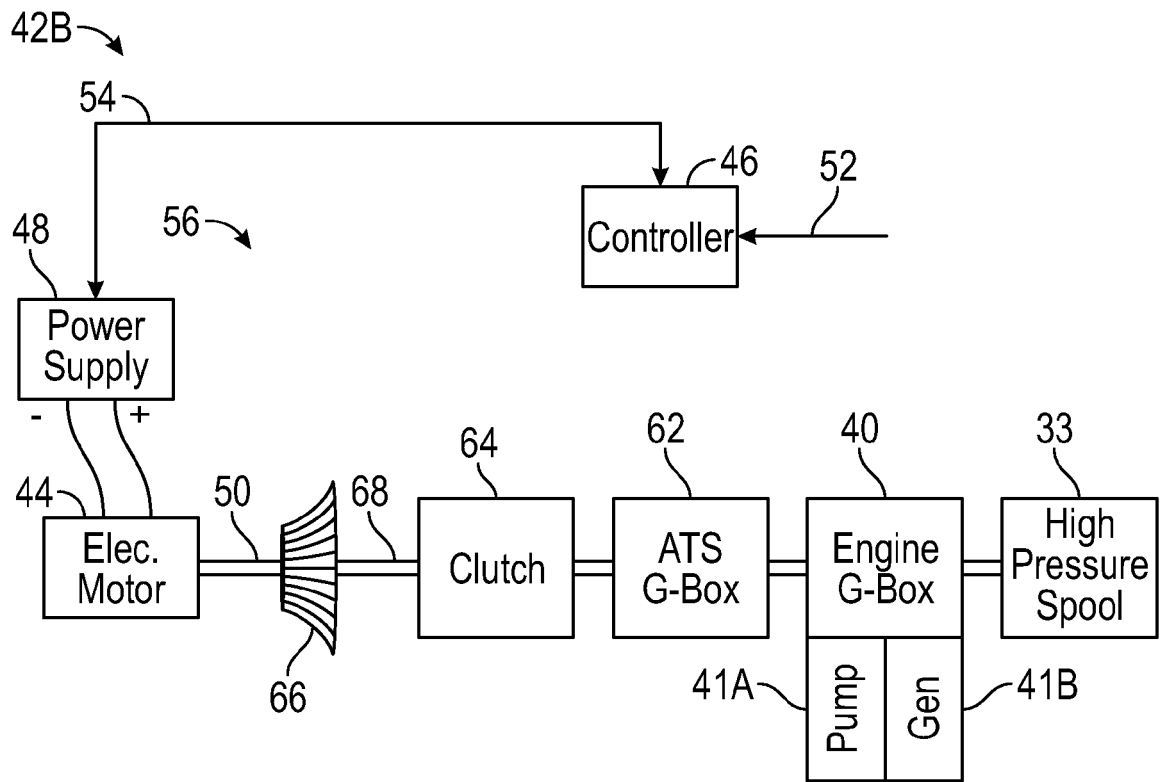 42B
54
46
52
Controller
56
48
Power
Supply
- +
44
Elec.
Motor
50
66
68
64
Clutch
62
ATS
G-Box
40
Engine
G-Box
33
High
Pressure
Spool
41A
Pump
Gen
41B